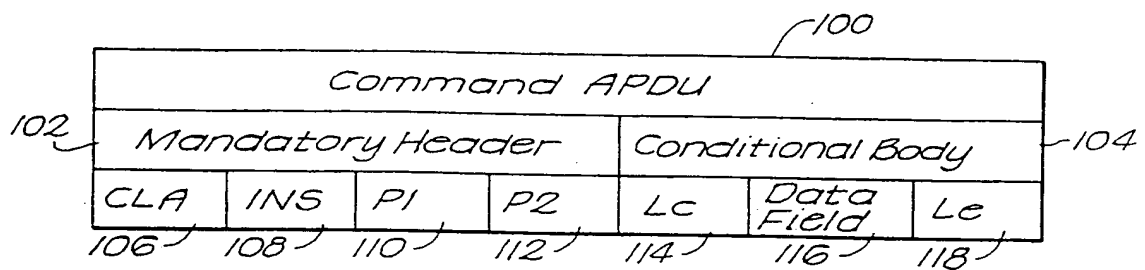 100
Command APDU
102 Mandatory Header Conditional Body 104
CLA INS P1 P2 Lc Data Field Le
106 108 110 112 114 116 118